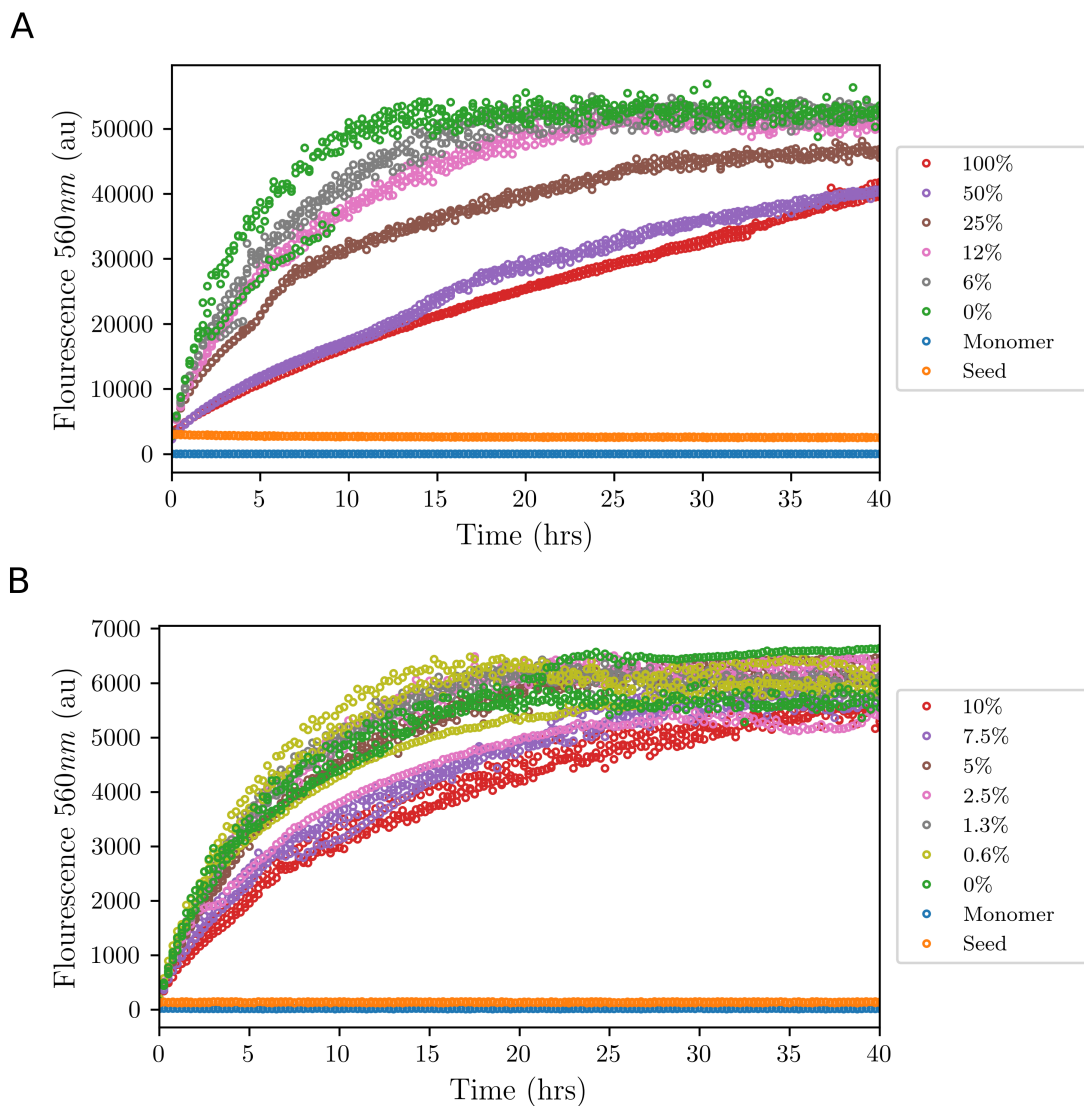 A
Flourescence 560nm (au)
50000
40000
30000
20000
10000
0
0 5 10 15 20 25 30 35 40
Time (hrs)
100%
50%
25%
12%
6%
0%
Monomer
Seed
B
Flourescence 560nm (au)
7000
6000
5000
4000
3000
2000
1000
0
0 5 10 15 20 25 30 35 40
Time (hrs)
10%
7.5%
5%
2.5%
1.3%
0.6%
0%
Monomer
Seed